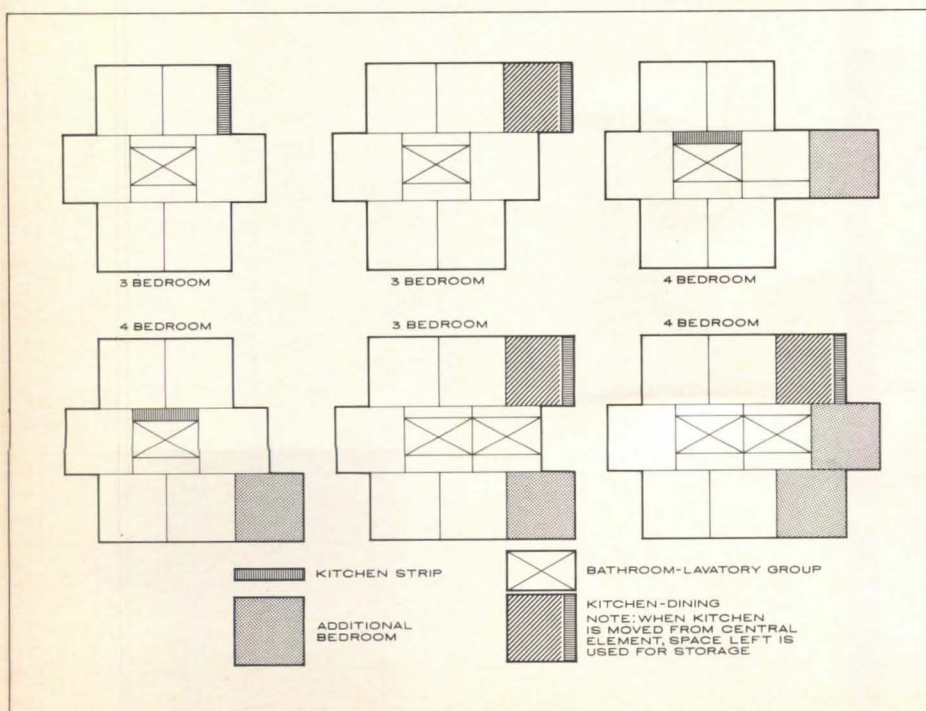 3 BEDROOM
3 BEDROOM
4 BEDROOM
4 BEDROOM
3 BEDROOM
4 BEDROOM
KITCHEN STRIP
ADDITIONAL
BEDROOM
BATHROOM-LAVATORY GROUP
KITCHEN-DINING
NOTE: WHEN KITCHEN
IS MOVED FROM CENTRAL
ELEMENT, SPACE LEFT IS
USED FOR STORAGE